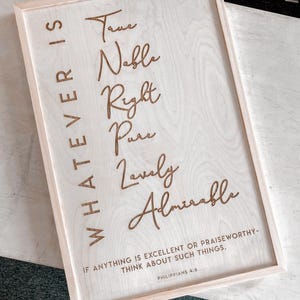 WHATEVER IS
True
Noble
Right
Pure
Lovely
Admirable
IF ANYTHING IS EXCELLENT OR PRAISEWORTHY-
THINK ABOUT SUCH THINGS.
PHILIPPIANS 4:8